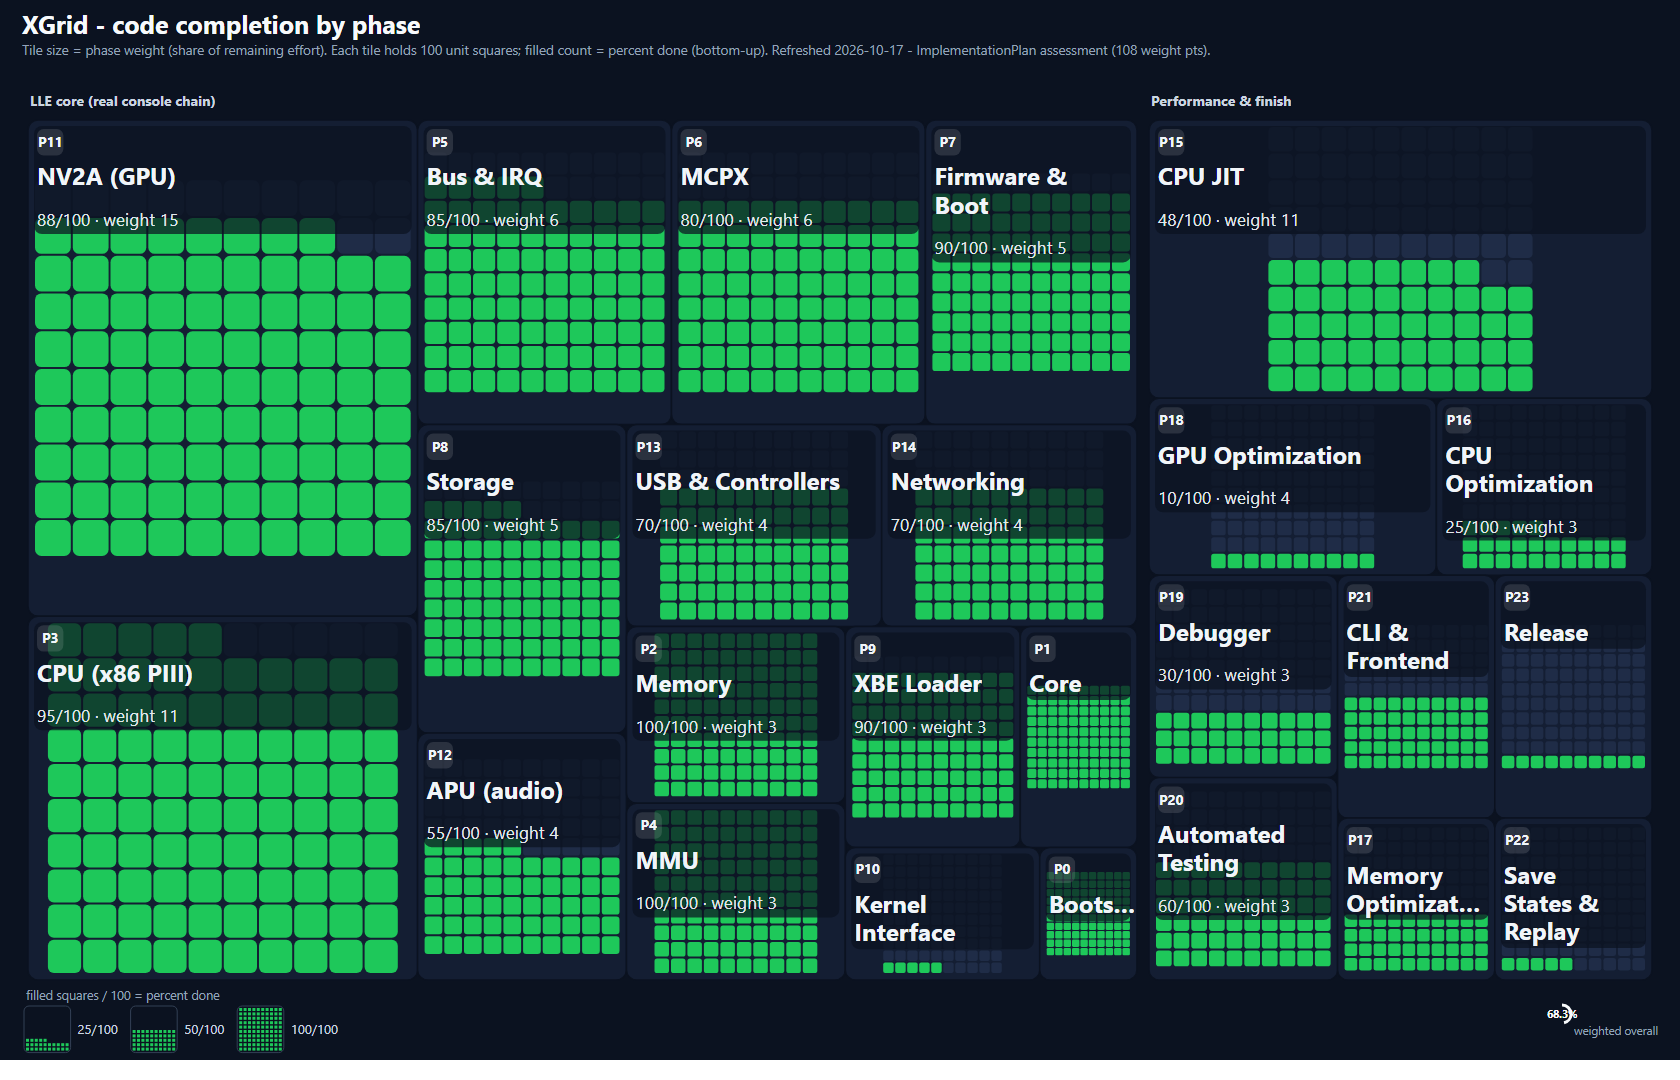 XGrid - code completion by phase
Tile size = phase weight (share of remaining effort). Each tile holds 100 unit squares; filled count = percent done (bottom-up). Refreshed 2026-10-17 - ImplementationPlan assessment (108 weight pts).
LLE core (real console chain)
P11
NV2A (GPU)
88/100 · weight 15
P5
Bus & IRQ
85/100 · weight 6
P6
MCPX
80/100 · weight 6
P7
Firmware &
Boot
90/100 · weight 5
P8
Storage
85/100 · weight 5
P13
USB & Controllers
70/100 · weight 4
P14
Networking
70/100 · weight 4
P3
CPU (x86 PIII)
95/100 · weight 11
P12
APU (audio)
55/100 · weight 4
P2
Memory
100/100 · weight 3
P9
XBE Loader
90/100 · weight 3
P1
Core
P4
MMU
100/100 · weight 3
P10
Kernel
Interface
P0
Boots...
Performance & finish
P15
CPU JIT
48/100 · weight 11
P18
GPU Optimization
10/100 · weight 4
P16
CPU
Optimization
25/100 · weight 3
P19
Debugger
30/100 · weight 3
P21
CLI &
Frontend
P23
Release
P20
Automated
Testing
60/100 · weight 3
P17
Memory
Optimizat...
P22
Save
States &
Replay
filled squares / 100 = percent done
25/100
50/100
100/100
68.3%
weighted overall